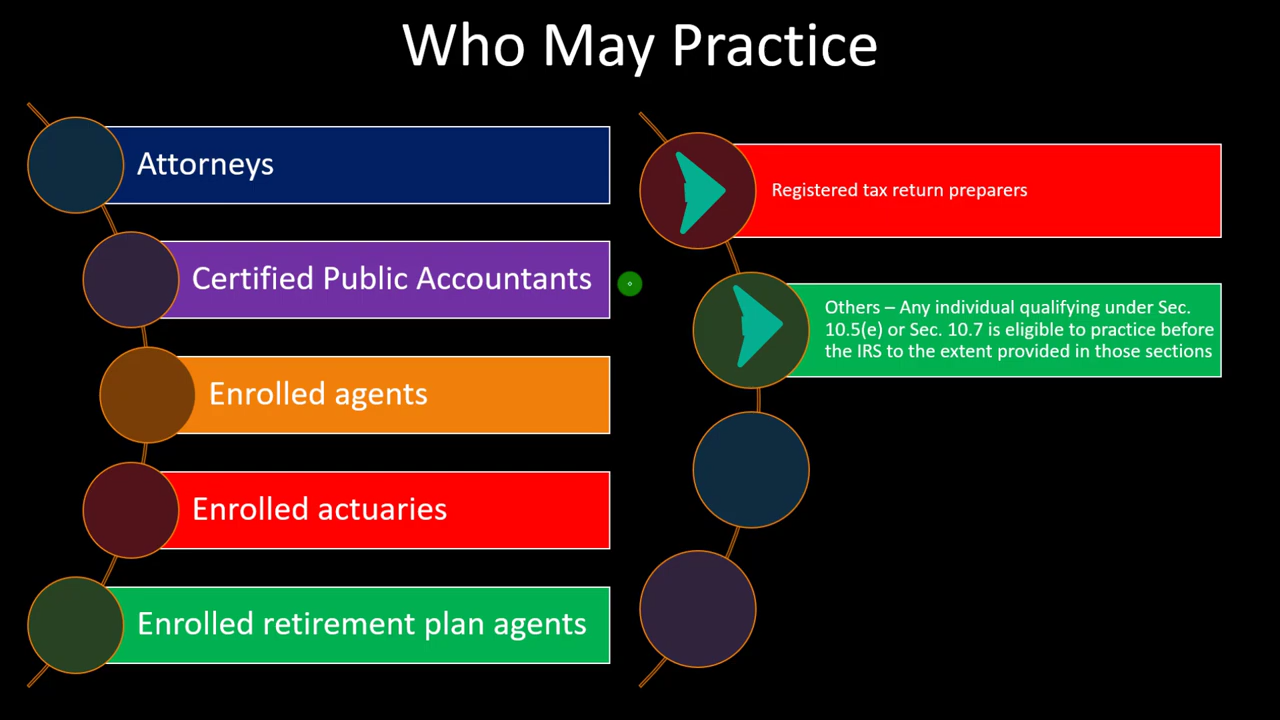 Who May Practice
Attorneys
Certified Public Accountants
Enrolled agents
Enrolled actuaries
Enrolled retirement plan agents
Registered tax return preparers
Others – Any individual qualifying under Sec.
10.5(e) or Sec. 10.7 is eligible to practice before
the IRS to the extent provided in those sections